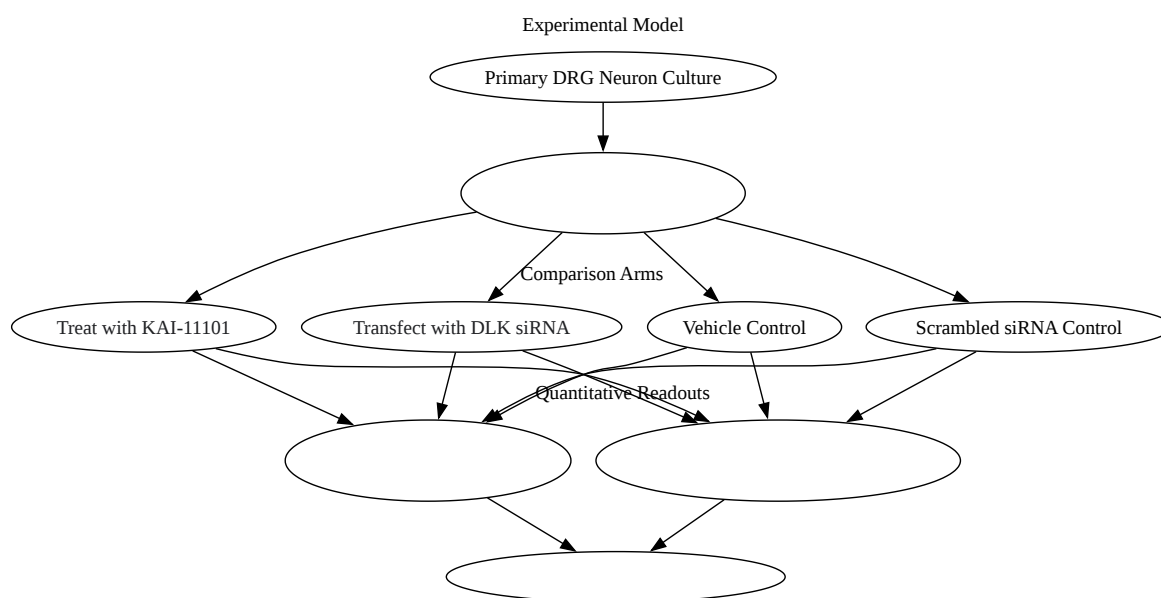 Experimental Model
Primary DRG Neuron Culture
Comparison Arms
Treat with KAI-11101
Transfect with DLK siRNA
Vehicle Control
Scrambled siRNA Control
Quantitative Readouts